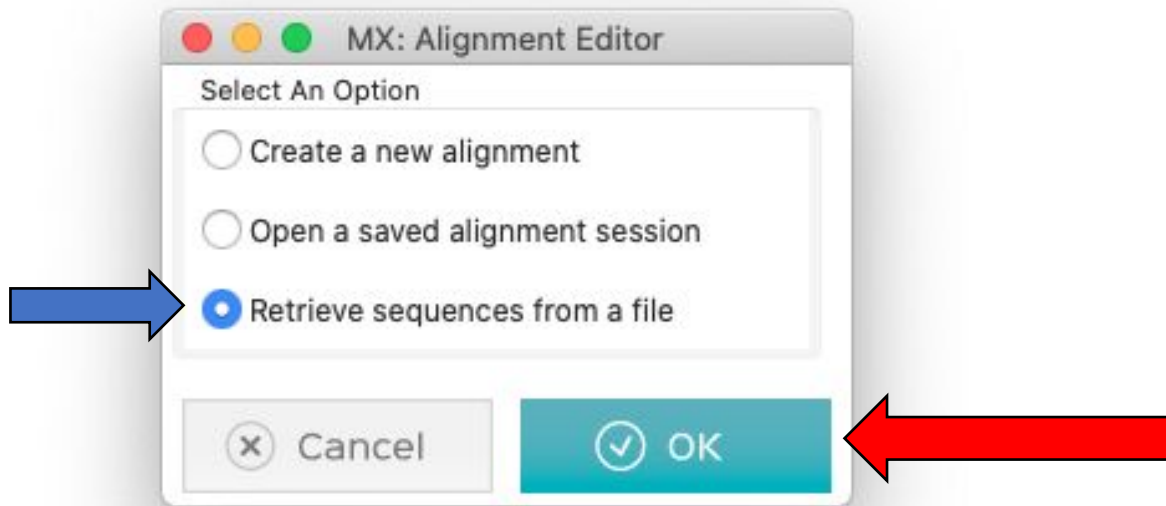 MX: Alignment Editor
Select An Option
Create a new alignment
Open a saved alignment session
Retrieve sequences from a file
Cancel
OK